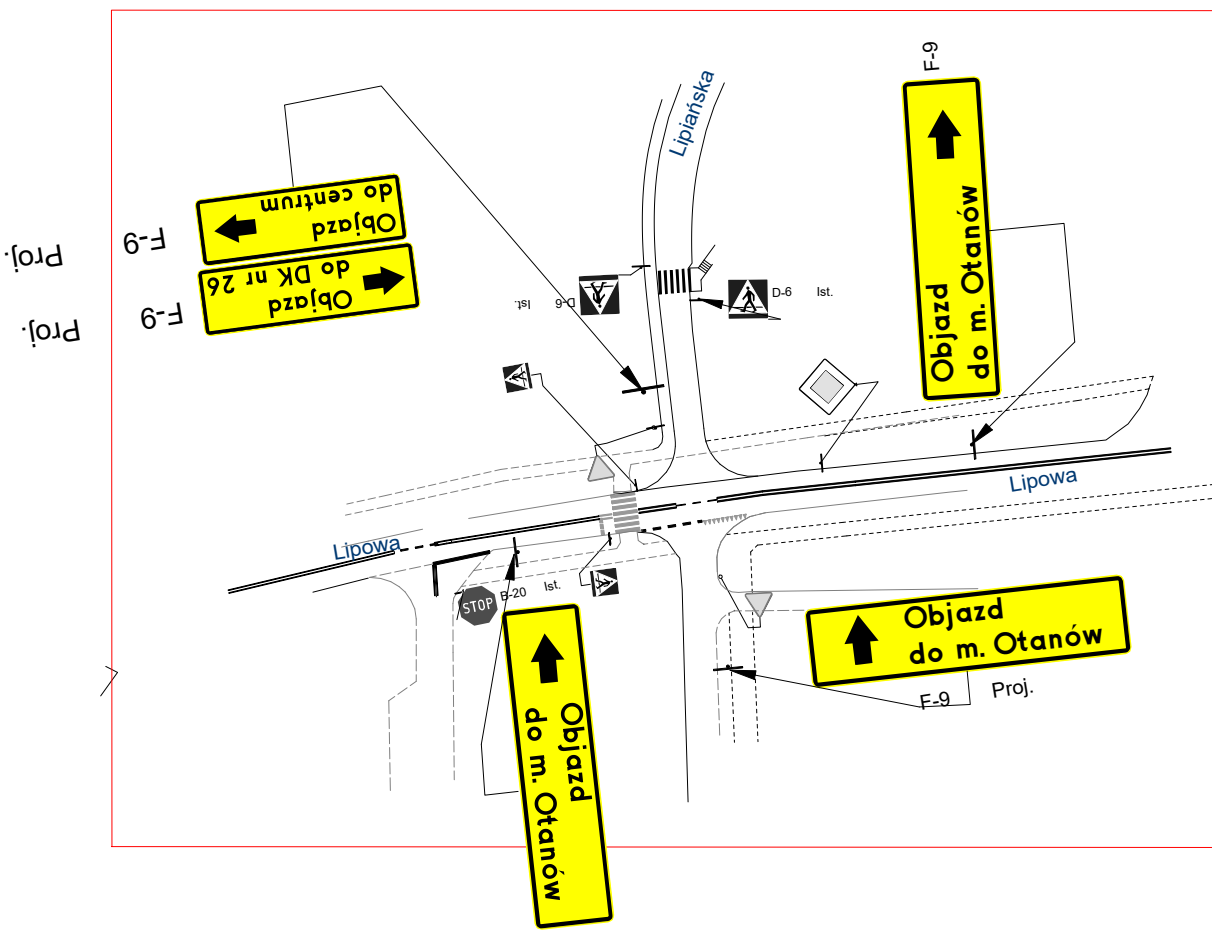 F-9
Lipiańska
Objazd
do m. Otanów
Objazd
do centrum
F-9
Proj.
Objazd
do DK nr 26
F-9
Proj.
D-6
Ist.
D-6
Ist.
Lipowa
Lipowa
STOP
B-20
Ist.
Objazd
do m. Otanów
F-9
Proj.
Objazd
do m. Otanów